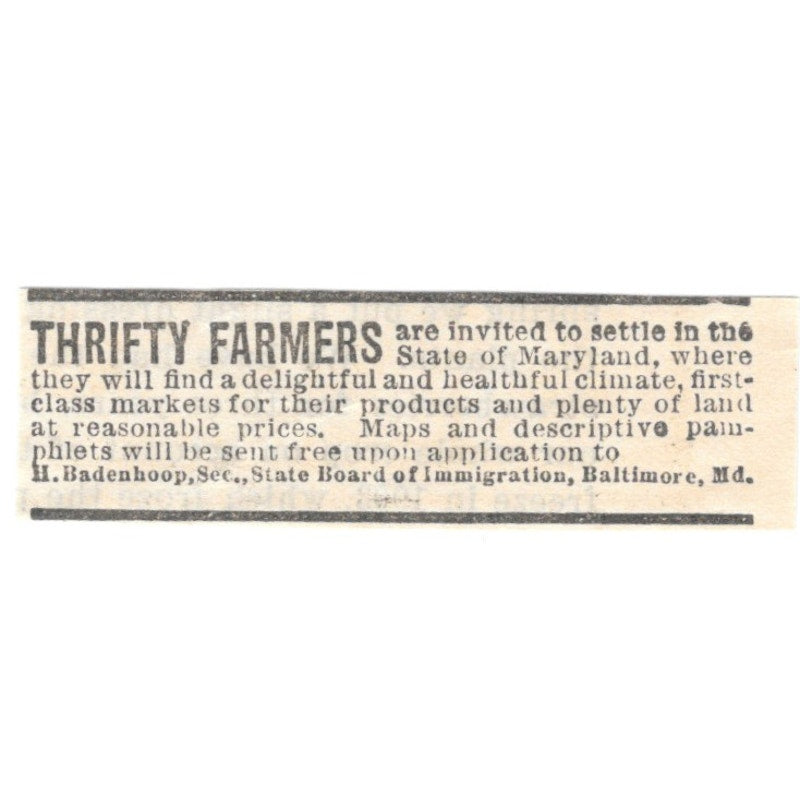 THRIFTY FARMERS are invited to settle in the
State of Maryland, where
they will find a delightful and healthful climate, first-
class markets for their products and plenty of land
at reasonable prices. Maps and descriptive pam-
phlets will be sent free upon application to
H. Badenhoop, Sec., State Board of Immigration, Baltimore, Md.